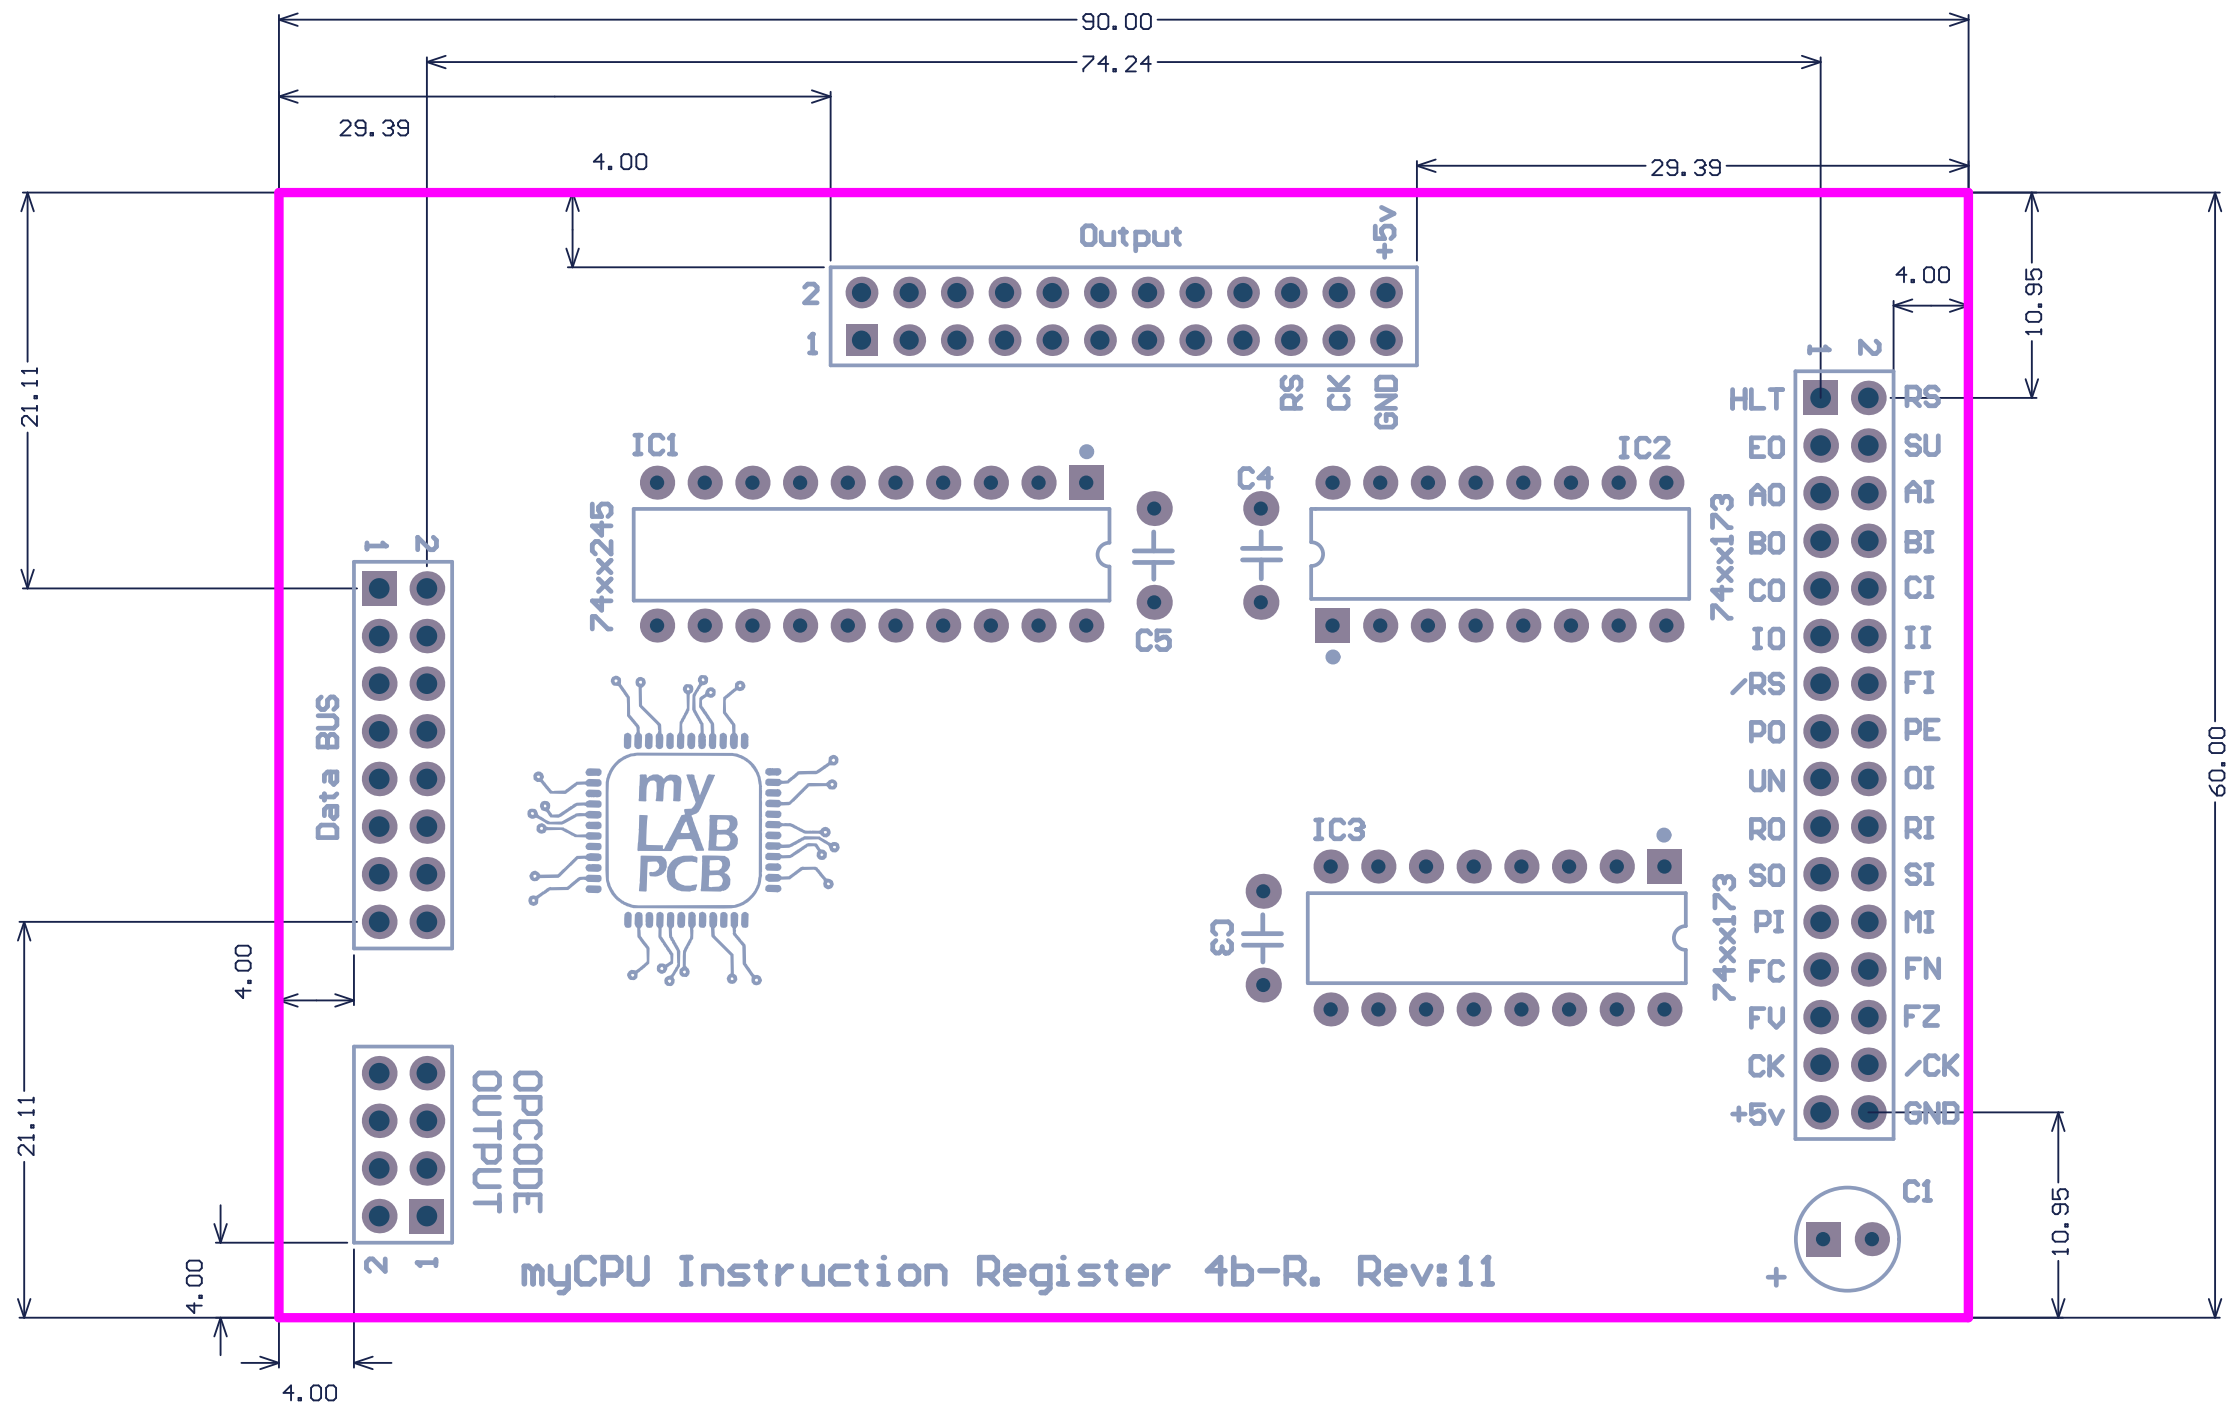 90.00
74.24
29.39
4.00
29.39
Output
+5v
2
1
RS
CK
GND
4.00
10.95
21.11
1
2
HLT RS
EO SU
AO AI
BO BI
CO CI
IO II
/RS FI
PO PE
UN OI
RO RI
SO SI
PI MI
FC FN
FV FZ
CK /CK
+5v GND
IC1
74xx245
C5
C4
IC2
74xx173
1
2
Data BUS
my
LAB
PCB
IC3
74xx173
C3
60.00
21.11
4.00
OPCODE
OUTPUT
2
1
4.00
4.00
C1
+
10.95
myCPU Instruction Register 4b-R. Rev:11